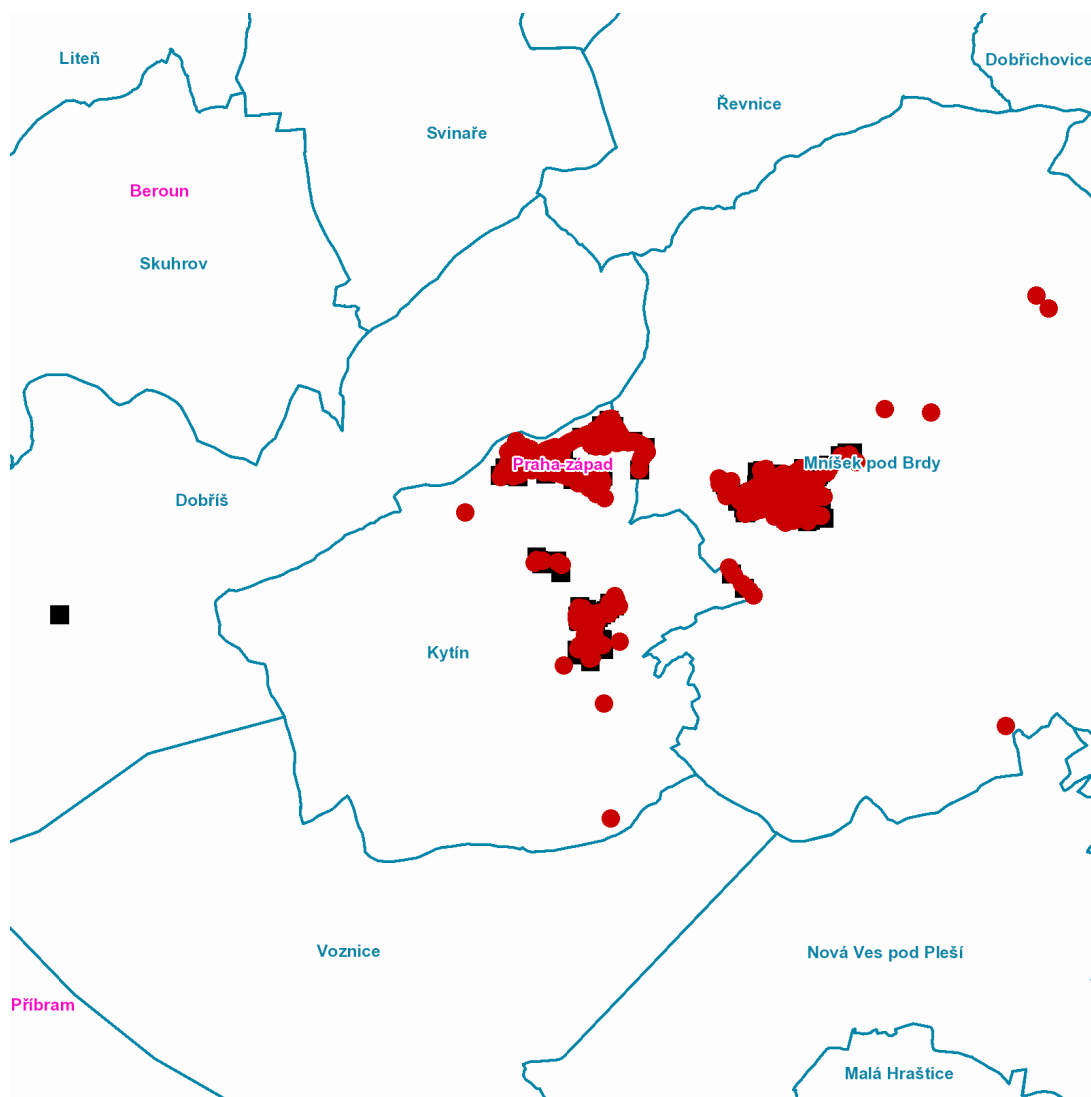 Liteň
Dobřichovice
Řevnice
Svinaře
Beroun
Skuhrov
Praha-západ
Mníšek pod Brdy
Dobříš
Kytín
Voznice
Nová Ves pod Pleší
Příbram
Malá Hraštice